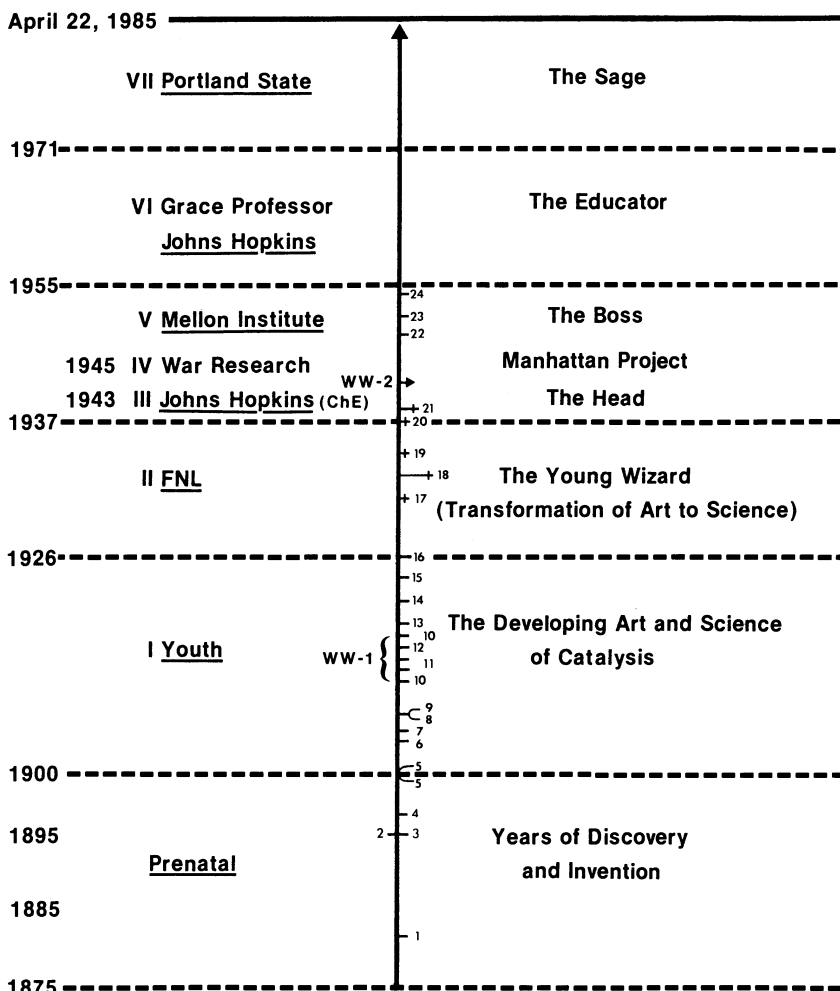 April 22, 1985
VII Portland State
The Sage
1971
VI Grace Professor
The Educator
Johns Hopkins
1955
24
V Mellon Institute
23
The Boss
22
1945 IV War Research
Manhattan Project
WW-2
1943 III Johns Hopkins (ChE)
21
The Head
1937
20
19
II FNL
18
The Young Wizard
17
(Transformation of Art to Science)
1926
16
15
14
13
The Developing Art and Science
10
12
I Youth
WW-1
11
of Catalysis
10
9
8
7
6
5
1900
5
4
1895
2
3
Years of Discovery
Prenatal
and Invention
1885
1
1875